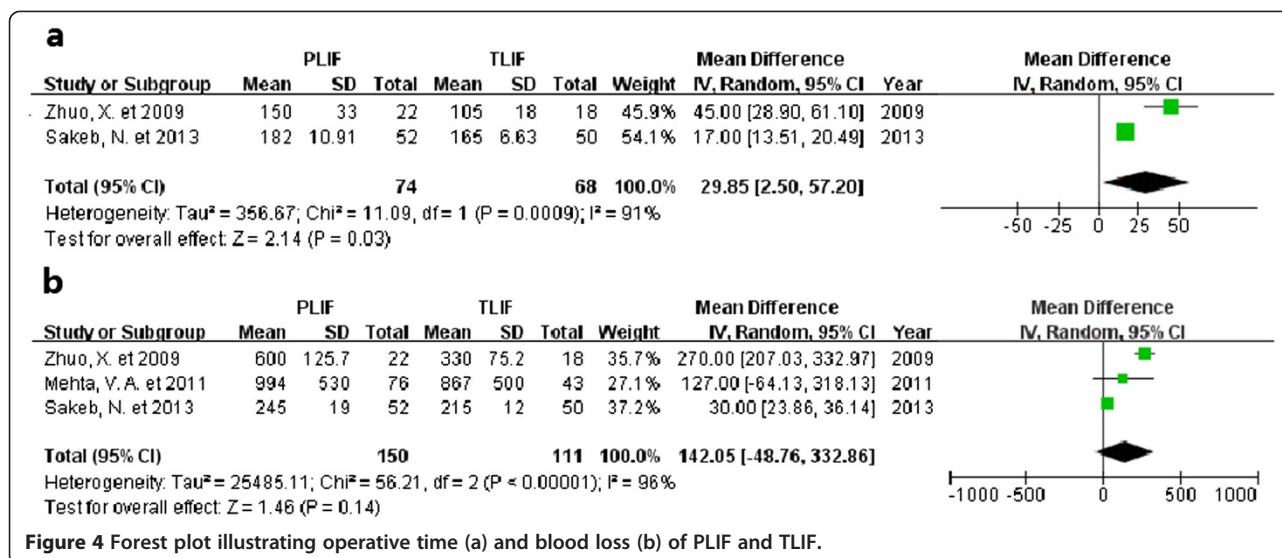 a
PLIF TLIF Mean Difference Mean Difference
Study or Subgroup Mean SD Total Mean SD Total Weight IV, Random, 95% CI Year IV, Random, 95% CI
Zhuo, X. et 2009 150 33 22 105 18 18 45.9% 45.00 [28.90, 61.10] 2009
Sakeb, N. et 2013 182 10.91 52 165 6.63 50 54.1% 17.00 [13.51, 20.49] 2013
Total (95% CI) 74 68 100.0% 29.85 [2.50, 57.20]
Heterogeneity: Tau² = 356.67; Chi² = 11.09, df = 1 (P = 0.0009); I² = 91%
Test for overall effect: Z = 2.14 (P = 0.03)
-50 -25 0 25 50
b
PLIF TLIF Mean Difference Mean Difference
Study or Subgroup Mean SD Total Mean SD Total Weight IV, Random, 95% CI Year IV, Random, 95% CI
Zhuo, X. et 2009 600 125.7 22 330 75.2 18 35.7% 270.00 [207.03, 332.97] 2009
Mehta, V. A. et 2011 994 530 76 867 500 43 27.1% 127.00 [-64.13, 318.13] 2011
Sakeb, N. et 2013 245 19 52 215 12 50 37.2% 30.00 [23.86, 36.14] 2013
Total (95% CI) 150 111 100.0% 142.05 [-48.76, 332.86]
Heterogeneity: Tau² = 25485.11; Chi² = 56.21, df = 2 (P < 0.00001); I² = 96%
Test for overall effect: Z = 1.46 (P = 0.14)
-1000 -500 0 500 1000
Figure 4 Forest plot illustrating operative time (a) and blood loss (b) of PLIF and TLIF.